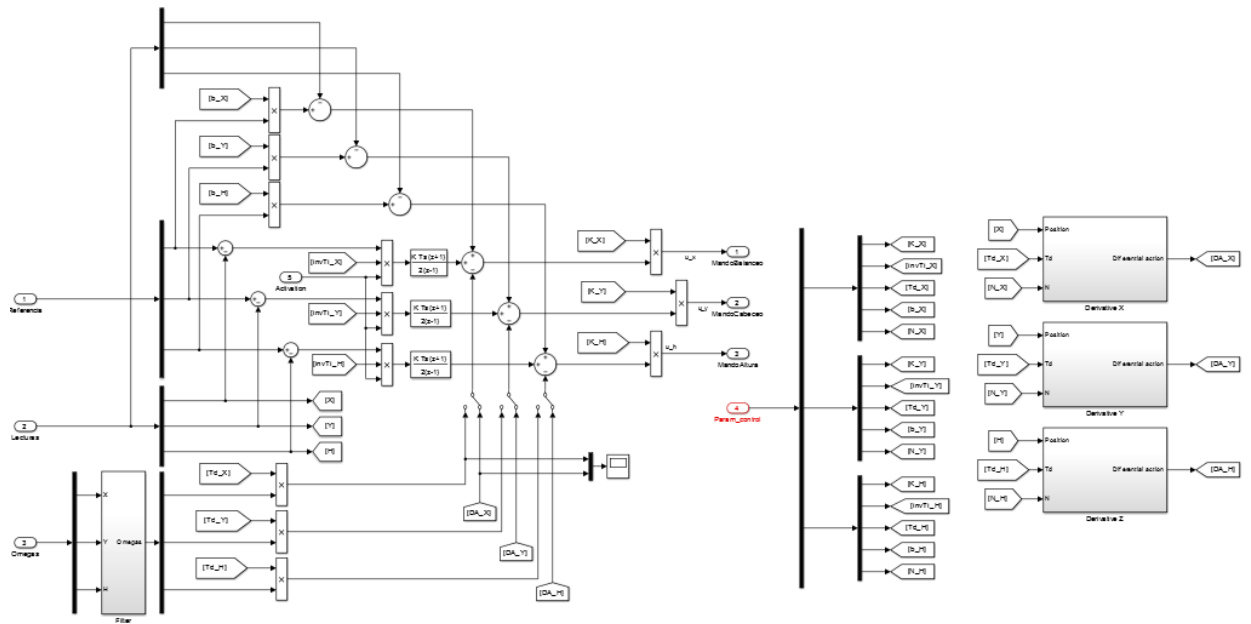 [b_X]
[b_Y]
[b_H]
[invTi_X]
[invTi_Y]
[invTi_H]
5
Activation
K Ts(z+1)
2(z-1)
K Ts(z+1)
2(z-1)
K Ts(z+1)
2(z-1)
[K_X]
[K_Y]
[K_H]
u_x
u_y
u_h
1
MandoBalanceo
2
MandoCabeceo
3
MandoAltura
1
Referencia
2
Lecturas
3
Omegas
[X]
[Y]
[H]
X
Y
H
Omegas
Filter
[Td_X]
[Td_Y]
[Td_H]
[DA_X]
[DA_Y]
[DA_H]
4
Param_control
[K_X]
[invTi_X]
[Td_X]
[b_X]
[N_X]
[K_Y]
[invTi_Y]
[Td_Y]
[b_Y]
[N_Y]
[K_H]
[invTi_H]
[Td_H]
[b_H]
[N_H]
[X]
[Td_X]
[N_X]
Position
Td
N
Diferential action
[DA_X]
Derivative X
[Y]
[Td_Y]
[N_Y]
Position
Td
N
Diferential action
[DA_Y]
Derivative Y
[H]
[Td_H]
[N_H]
Position
Td
N
Diferential action
[DA_H]
Derivative Z